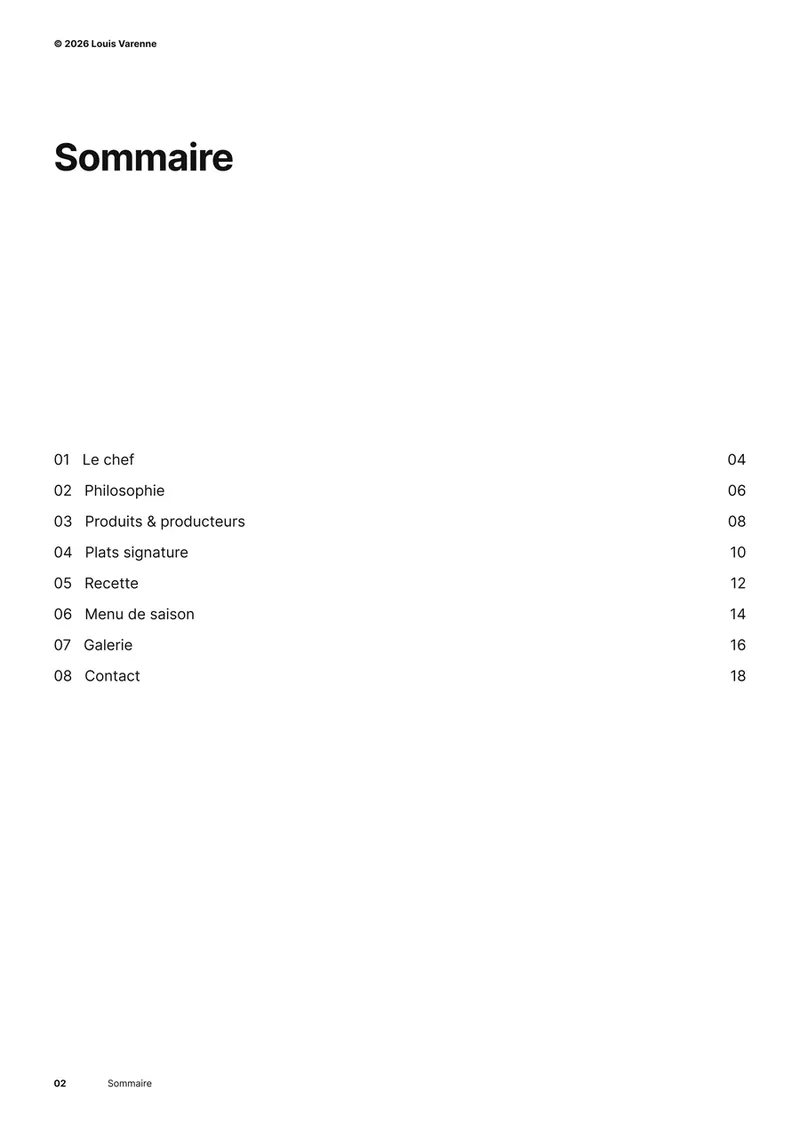 © 2026 Louis Varenne
Sommaire
01 Le chef 04
02 Philosophie 06
03 Produits & producteurs 08
04 Plats signature 10
05 Recette 12
06 Menu de saison 14
07 Galerie 16
08 Contact 18
02 Sommaire